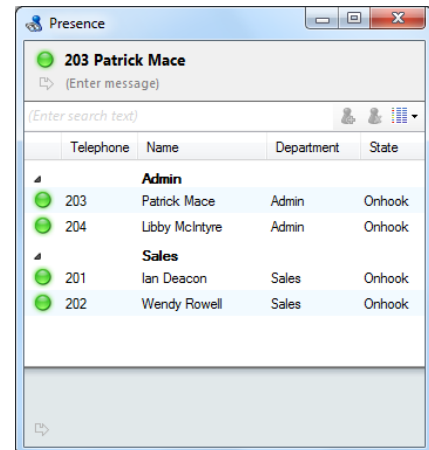 Presence
203 Patrick Mace
(Enter message)
(Enter search text)
Telephone Name Department State
Admin
203 Patrick Mace Admin Onhook
204 Libby McIntyre Admin Onhook
Sales
201 Ian Deacon Sales Onhook
202 Wendy Rowell Sales Onhook